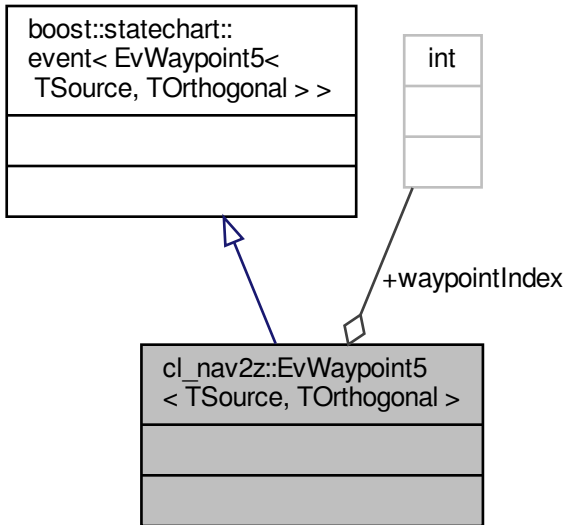 boost::statechart::
event< EvWaypoint5<
TSource, TOrthogonal > >
int
+waypointIndex
cl_nav2z::EvWaypoint5
< TSource, TOrthogonal >